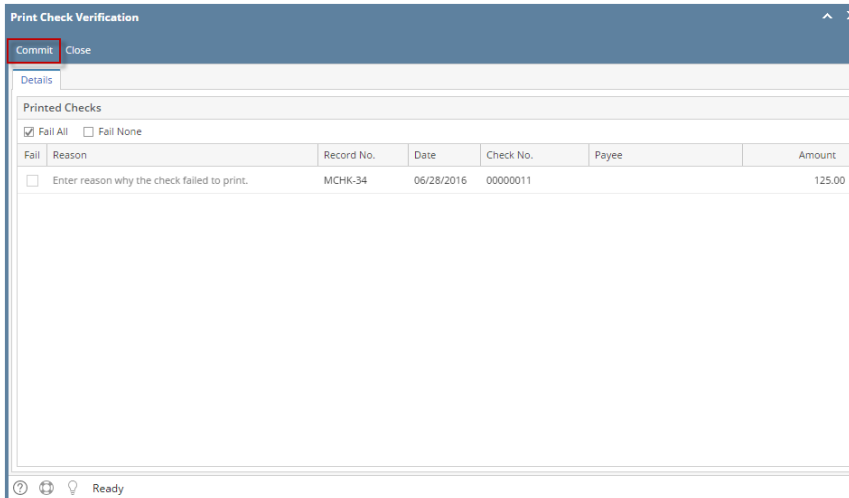 Print Check Verification
Commit Close
Details
Printed Checks
Fail All Fail None
Fail Reason Record No. Date Check No. Payee Amount
Enter reason why the check failed to print. MCHK-34 06/28/2016 00000011 125.00
Ready